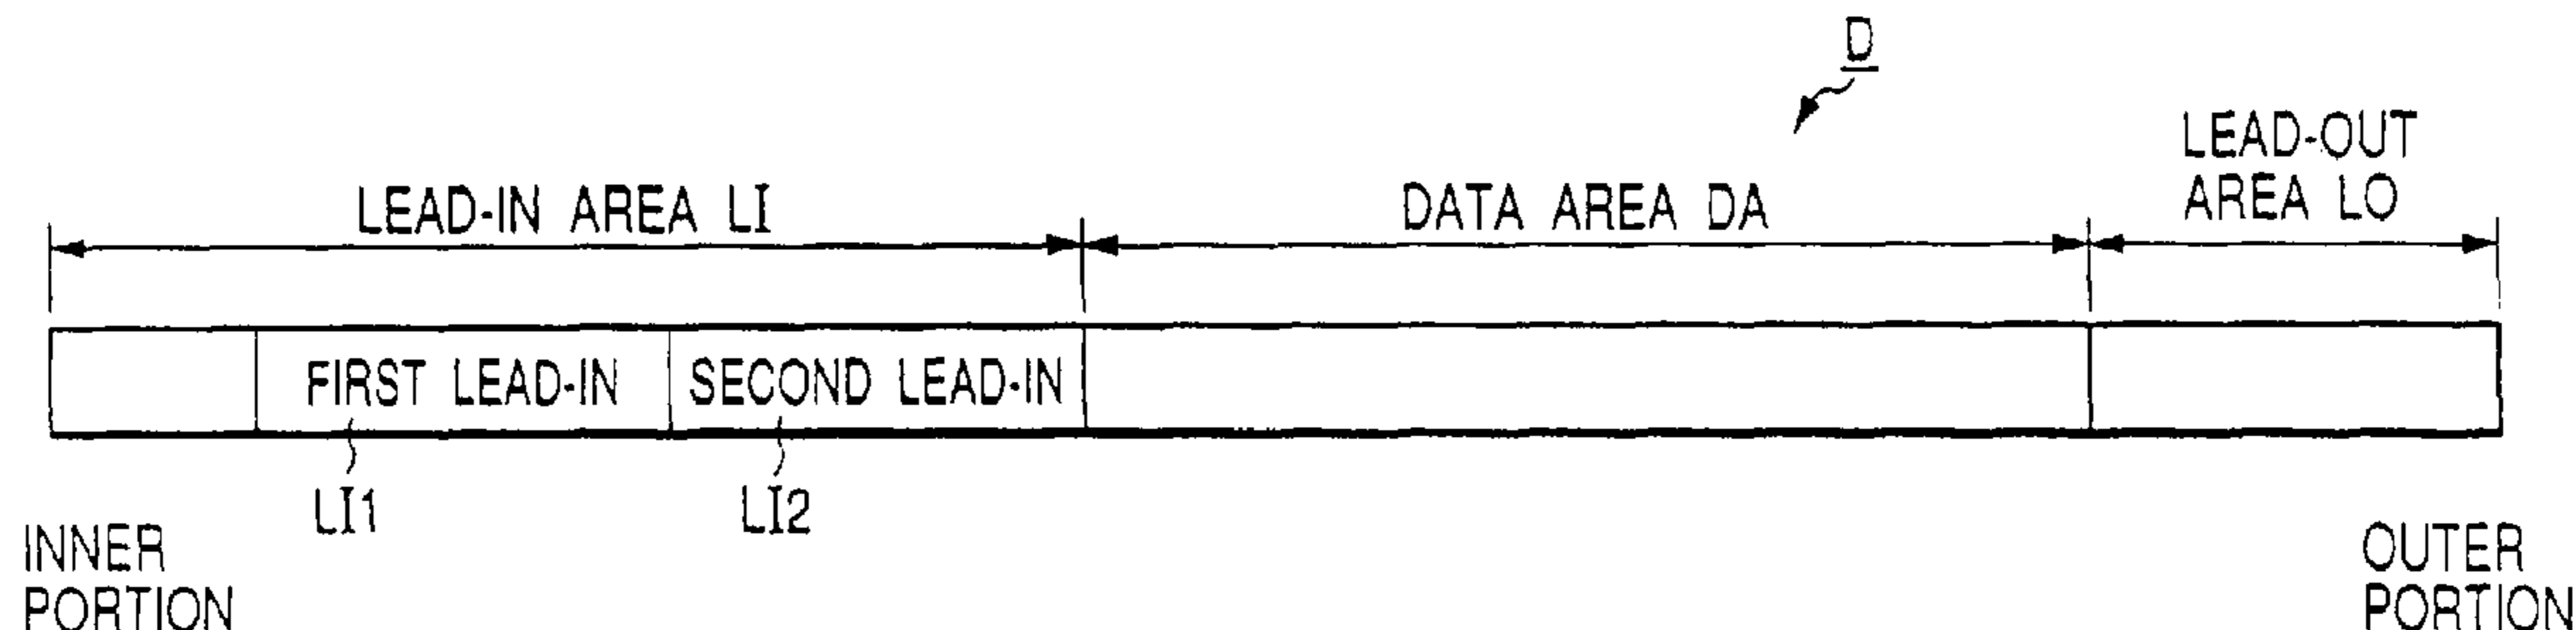 D
LEAD-IN AREA LI
DATA AREA DA
LEAD-OUT
AREA LO
FIRST LEAD-IN
SECOND LEAD-IN
LI1
LI2
INNER
PORTION
OUTER
PORTION